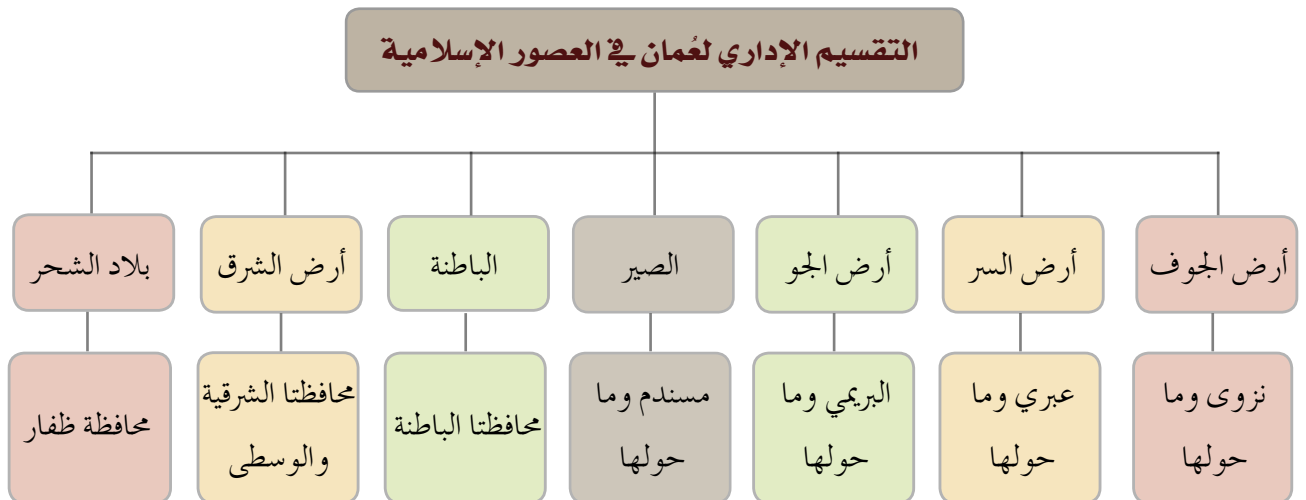 التقسيم الإداري لعُمان في العصور الإسلامية
أرض الجوف
أرض السر
أرض الجو
الصير
الباطنة
أرض الشرق
بلاد الشحر
نزوى وما
حولها
عبري وما
حولها
البريمي وما
حولها
مسندم وما
حولها
محافظتا الباطنة
محافظتا الشرقية
والوسطى
محافظة ظفار